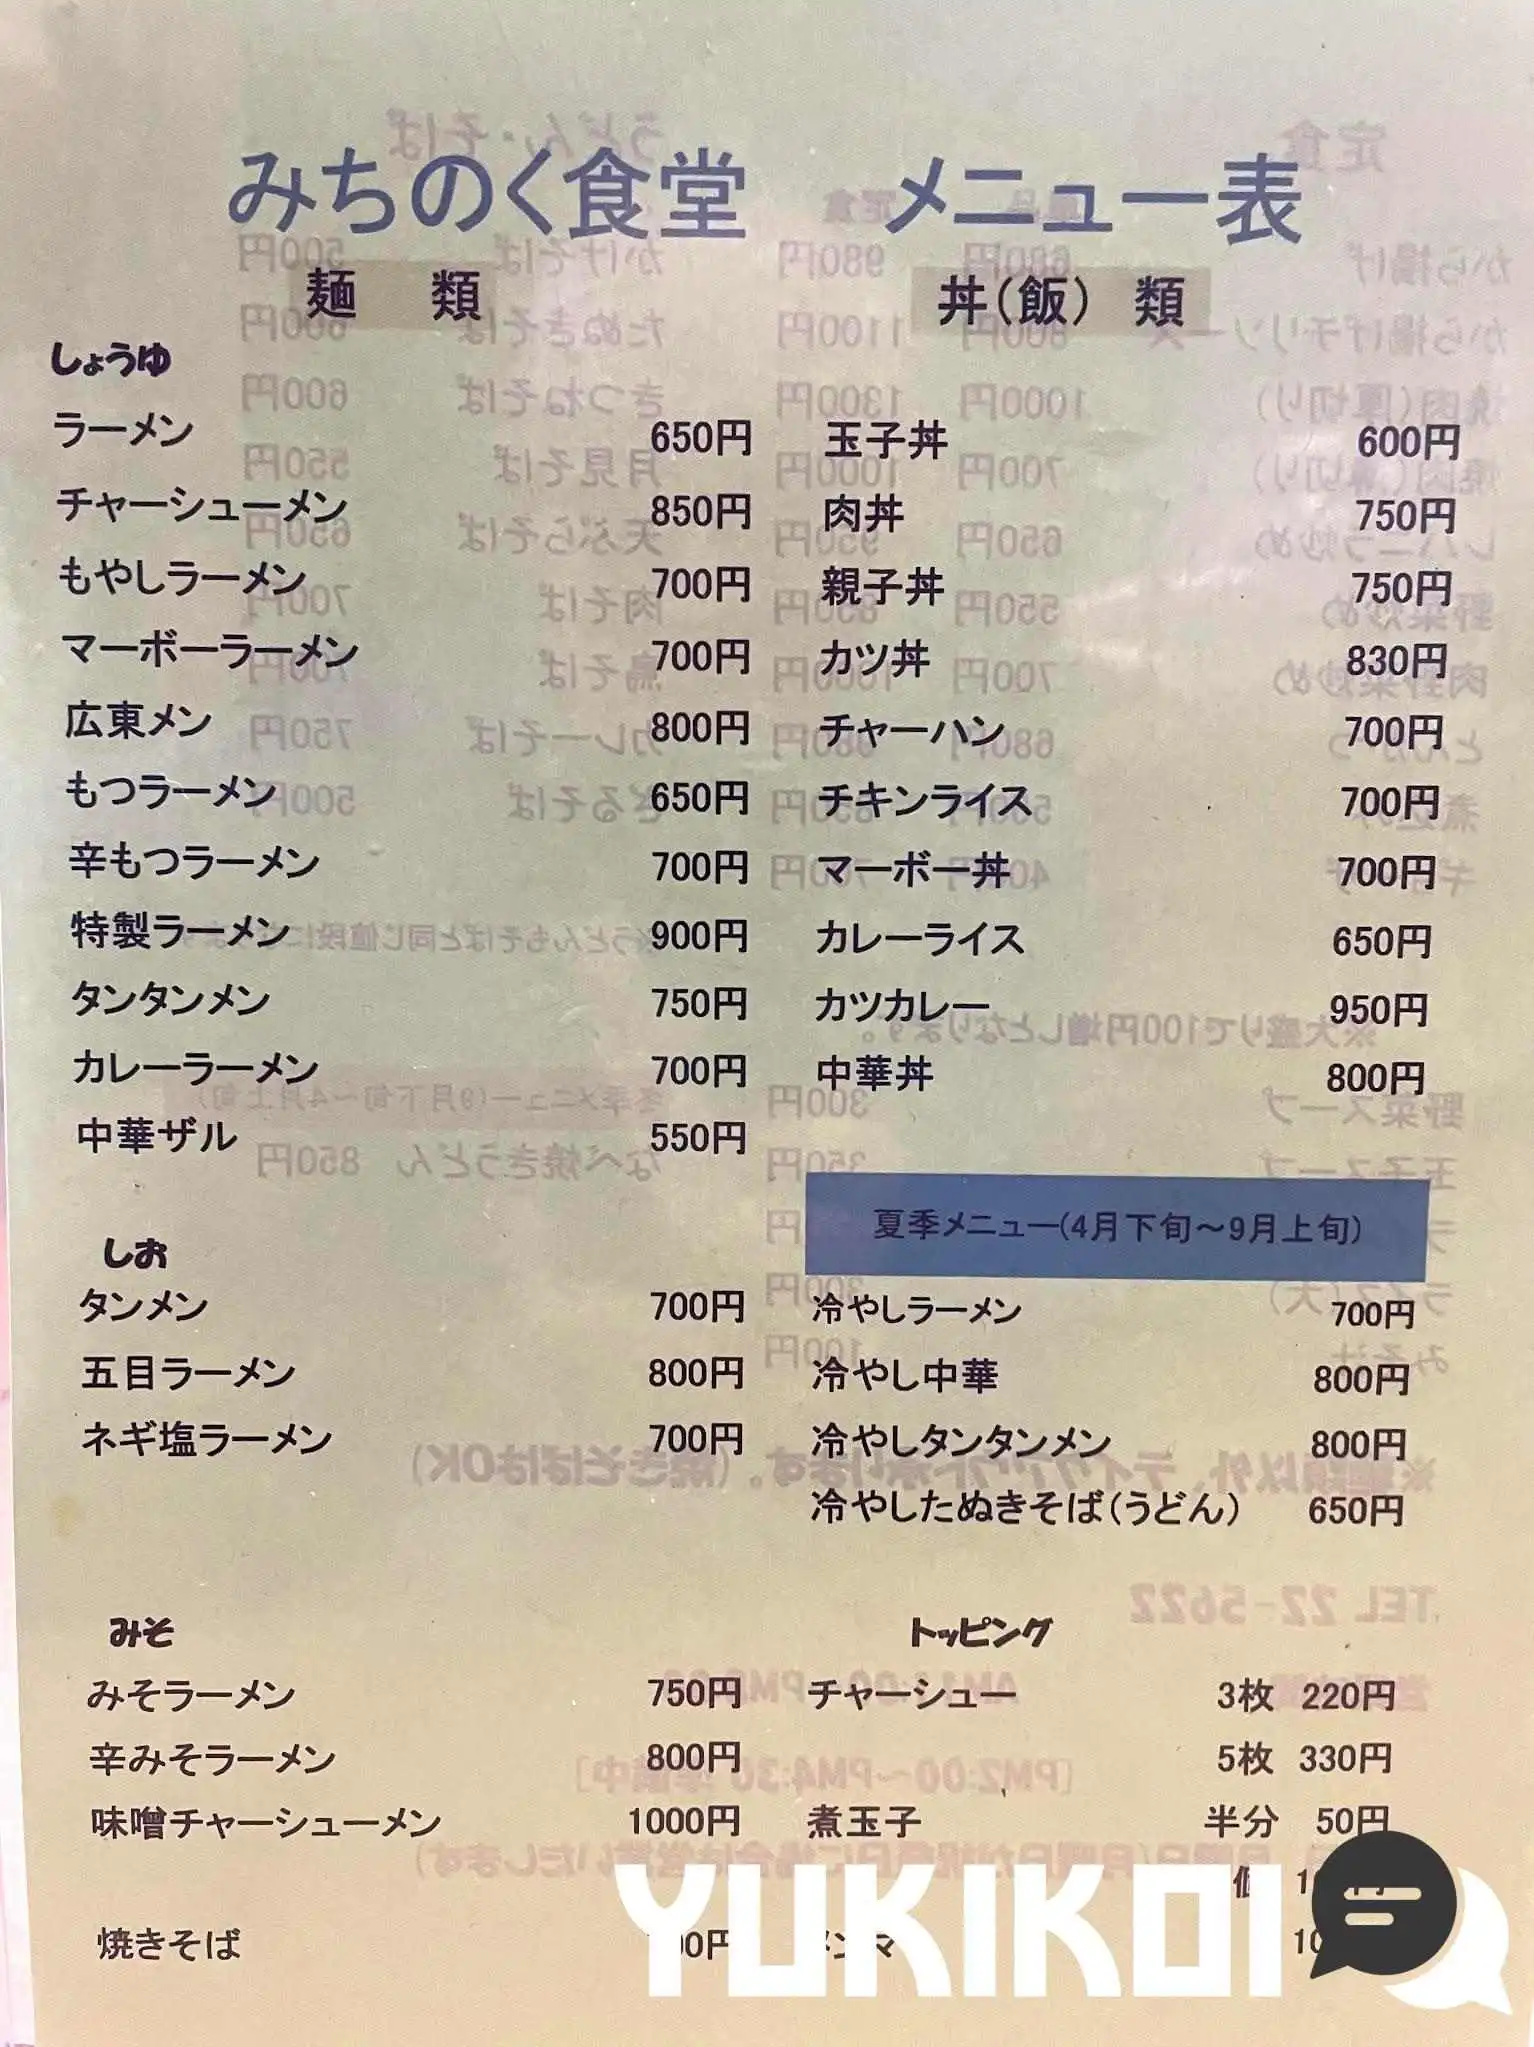 みちのく食堂 メニュー表
麺 類
しょうゆ
ラーメン 650円
チャーシューメン 850円
もやしラーメン 700円
マーボーラーメン 700円
広東メン 800円
もつラーメン 650円
辛もつラーメン 700円
特製ラーメン 900円
タンタンメン 750円
カレーラーメン 700円
中華ザル 550円
しお
タンメン 700円
五目ラーメン 800円
ネギ塩ラーメン 700円
みそ
みそラーメン 750円
辛みそラーメン 800円
味噌チャーシューメン 1000円
焼きそば
丼(飯) 類
玉子丼 600円
肉丼 750円
親子丼 750円
カツ丼 830円
チャーハン 700円
チキンライス 700円
マーボー丼 700円
カレーライス 650円
カツカレー 950円
中華丼 800円
夏季メニュー(4月下旬～9月上旬)
冷やしラーメン 700円
冷やし中華 800円
冷やしタンタンメン 800円
冷やしたぬきそば(うどん) 650円
トッピング
チャーシュー 3枚 220円
5枚 330円
煮玉子 半分 50円
YUKIKOI